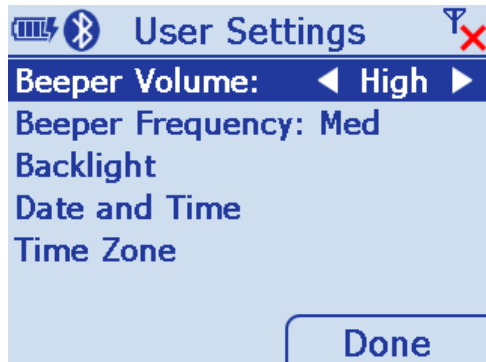 User Settings
Beeper Volume: High
Beeper Frequency: Med
Backlight
Date and Time
Time Zone
Done